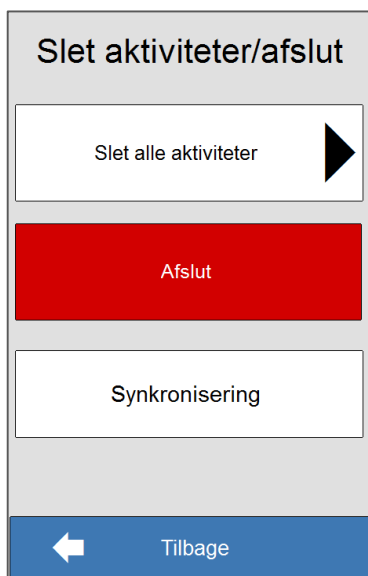 Slet aktiviteter/afslut
Slet alle aktiviteter
Afslut
Synkronisering
Tilbage